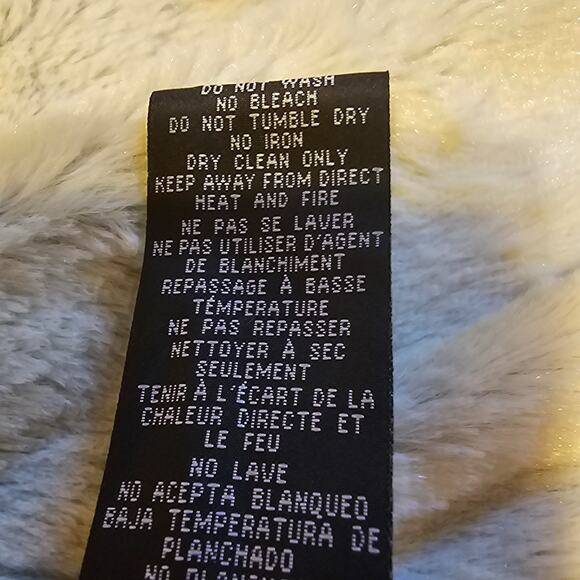 DO NOT WASH
NO BLEACH
DO NOT TUMBLE DRY
NO IRON
DRY CLEAN ONLY
KEEP AWAY FROM DIRECT
HEAT AND FIRE
NE PAS SE LAVER
NE PAS UTILISER D'AGENT
DE BLANCHIMENT
REPASSAGE À BASSE
TÉMPERATURE
NE PAS REPASSER
NETTOYER À SEC
SEULEMENT
TENIR À L'ÉCART DE LA
CHALEUR DIRECTE ET
LE FEU
NO LAVE
NO ACEPTA BLANQUEO
BAJA TEMPERATURA DE
PLANCHADO
NO